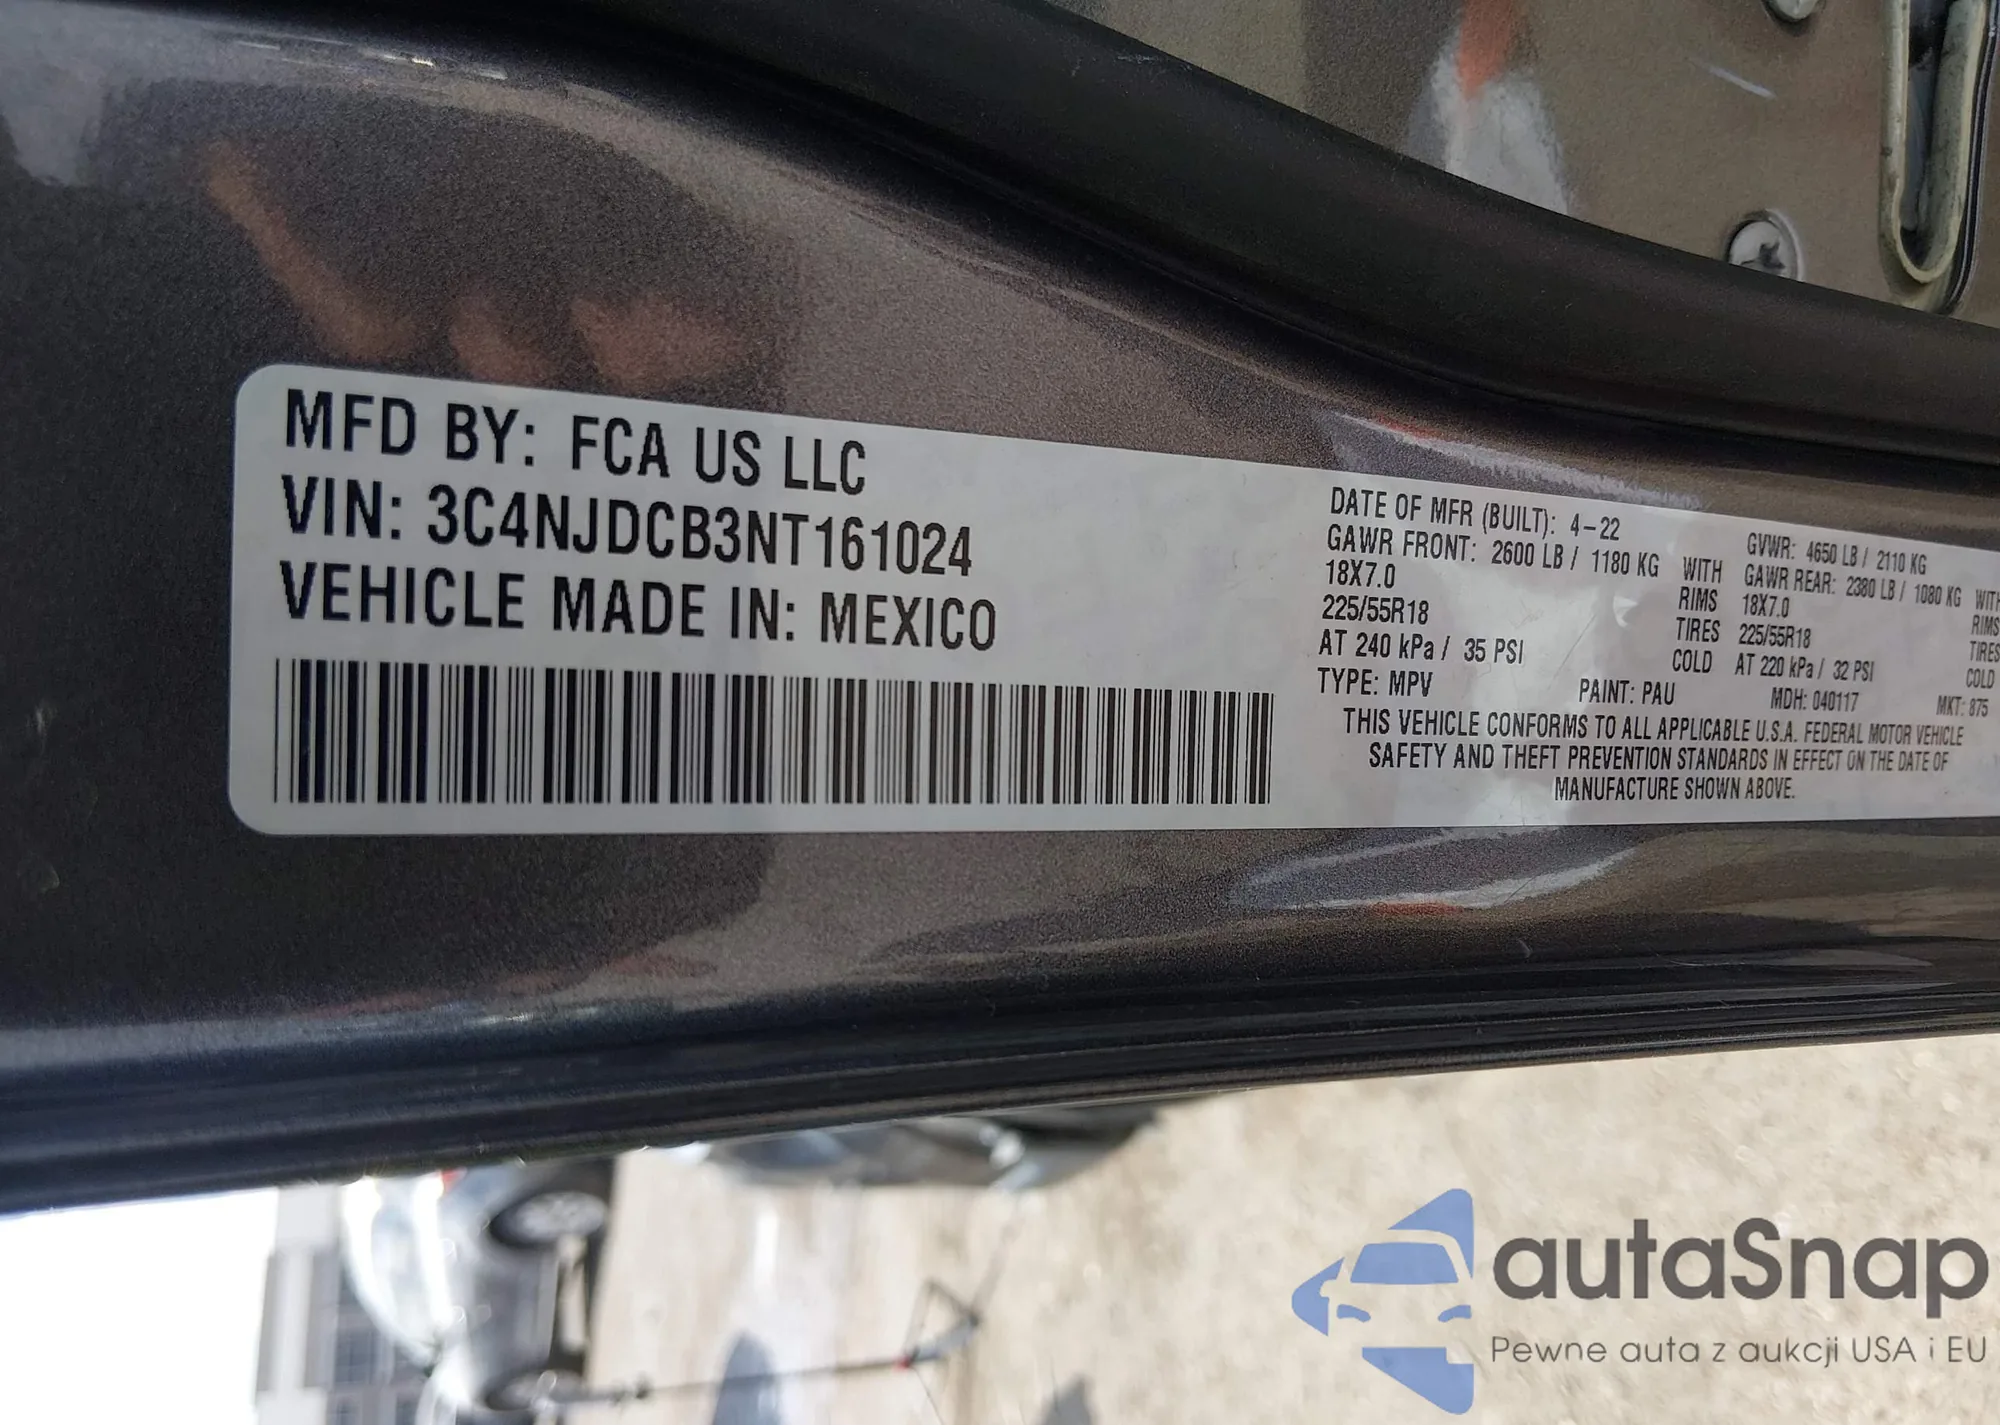 MFD BY: FCA US LLC
VIN: 3C4NJDCB3NT161024
VEHICLE MADE IN: MEXICO
DATE OF MFR (BUILT): 4-22 GVWR: 4650 LB / 2110 KG
GAWR FRONT: 2600 LB / 1180 KG WITH GAWR REAR: 2380 LB / 1080 KG WITH
18X7.0 RIMS 18X7.0 RIMS
225/55R18 TIRES 225/55R18 TIRES
AT 240 kPa / 35 PSI COLD AT 220 kPa / 32 PSI COLD
TYPE: MPV PAINT: PAU MDH: 040117 MKT: 875
THIS VEHICLE CONFORMS TO ALL APPLICABLE U.S.A. FEDERAL MOTOR VEHICLE
SAFETY AND THEFT PREVENTION STANDARDS IN EFFECT ON THE DATE OF
MANUFACTURE SHOWN ABOVE.
autaSnap
Pewne auta z aukcji USA i EU